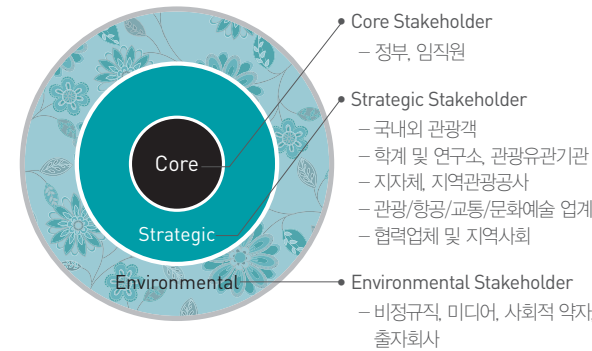 Core
Strategic
Environmental
Core Stakeholder
– 정부, 임직원
Strategic Stakeholder
– 국내외 관광객
– 학계 및 연구소, 관광유관기관
– 지자체, 지역관광공사
– 관광/항공/교통/문화예술 업계
– 협력업체 및 지역사회
Environmental Stakeholder
– 비정규직, 미디어, 사회적 약자,
출자회사